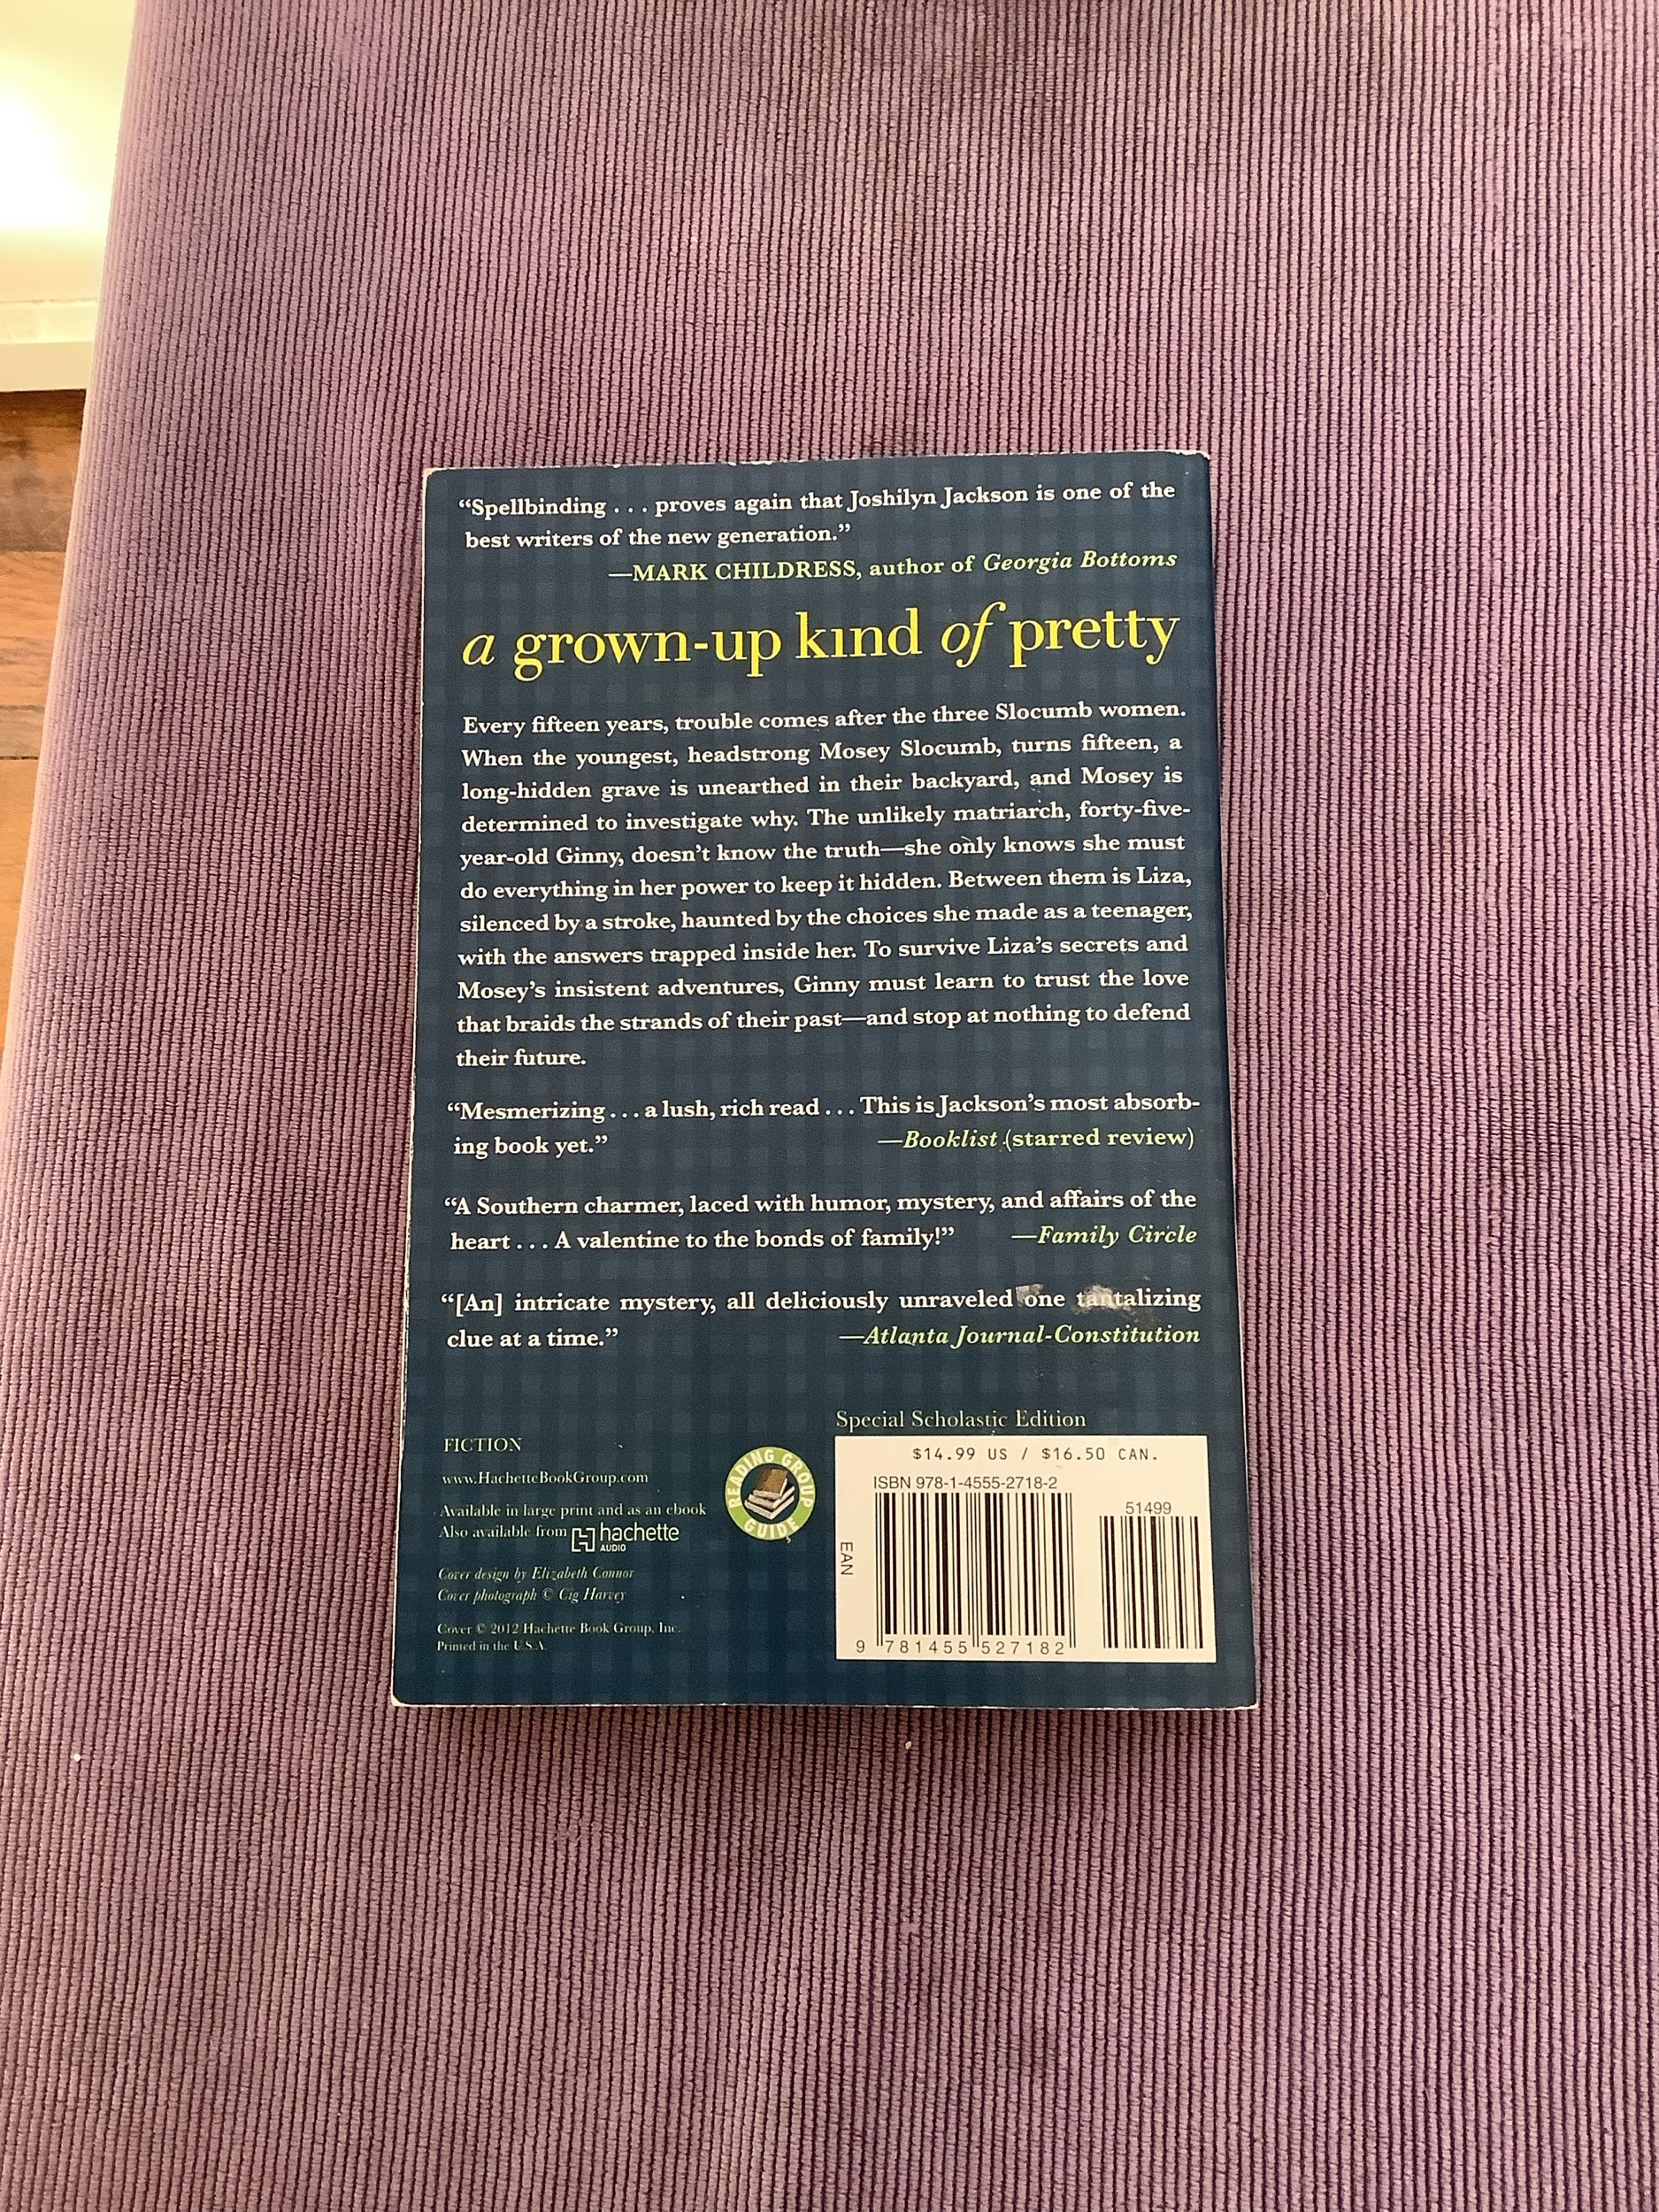 “Spellbinding . . . proves again that Joshilyn Jackson is one of the
best writers of the new generation.”
—MARK CHILDRESS, author of Georgia Bottoms
a grown-up kind of pretty
Every fifteen years, trouble comes after the three Slocumb women.
When the youngest, headstrong Mosey Slocumb, turns fifteen, a
long-hidden grave is unearthed in their backyard, and Mosey is
determined to investigate why. The unlikely matriarch, forty-five-
year-old Ginny, doesn’t know the truth—she only knows she must
do everything in her power to keep it hidden. Between them is Liza,
silenced by a stroke, haunted by the choices she made as a teenager,
with the answers trapped inside her. To survive Liza’s secrets and
Mosey’s insistent adventures, Ginny must learn to trust the love
that braids the strands of their past—and stop at nothing to defend
their future.
“Mesmerizing . . . a lush, rich read . . . This is Jackson’s most absorb-
ing book yet.” —Booklist (starred review)
“A Southern charmer, laced with humor, mystery, and affairs of the
heart . . . A valentine to the bonds of family!” —Family Circle
“[An] intricate mystery, all deliciously unraveled one tantalizing
clue at a time.” —Atlanta Journal-Constitution
FICTION
www.HachetteBookGroup.com
Available in large print and as an ebook
Also available from hachette
AUDIO
Cover design by Elizabeth Connor
Cover photograph © Cig Harvey
Cover © 2012 Hachette Book Group, Inc.
Printed in the U.S.A.
READING GROUP
GUIDE
Special Scholastic Edition
$14.99 US / $16.50 CAN.
ISBN 978-1-4555-2718-2
51499
EAN
9 781455 527182